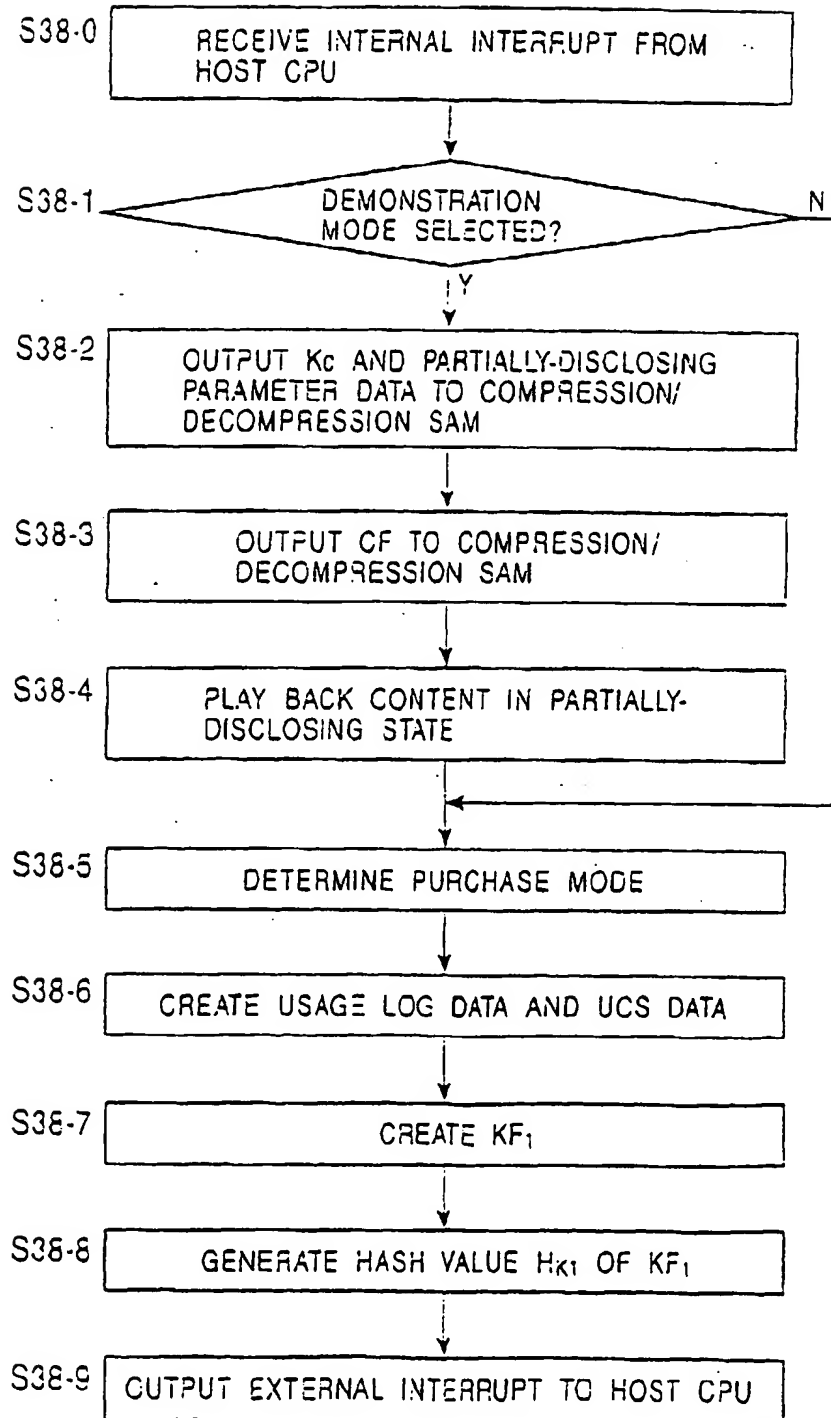 S38-0
RECEIVE INTERNAL INTERRUPT FROM
HOST CPU
S38-1
DEMONSTRATION
MODE SELECTED?
N
Y
S38-2
OUTPUT Kc AND PARTIALLY-DISCLOSING
PARAMETER DATA TO COMPRESSION/
DECOMPRESSION SAM
S38-3
OUTPUT CF TO COMPRESSION/
DECOMPRESSION SAM
S38-4
PLAY BACK CONTENT IN PARTIALLY-
DISCLOSING STATE
S38-5
DETERMINE PURCHASE MODE
S38-6
CREATE USAGE LOG DATA AND UCS DATA
S38-7
CREATE KF₁
S38-8
GENERATE HASH VALUE H_K1 OF KF₁
S38-9
OUTPUT EXTERNAL INTERRUPT TO HOST CPU